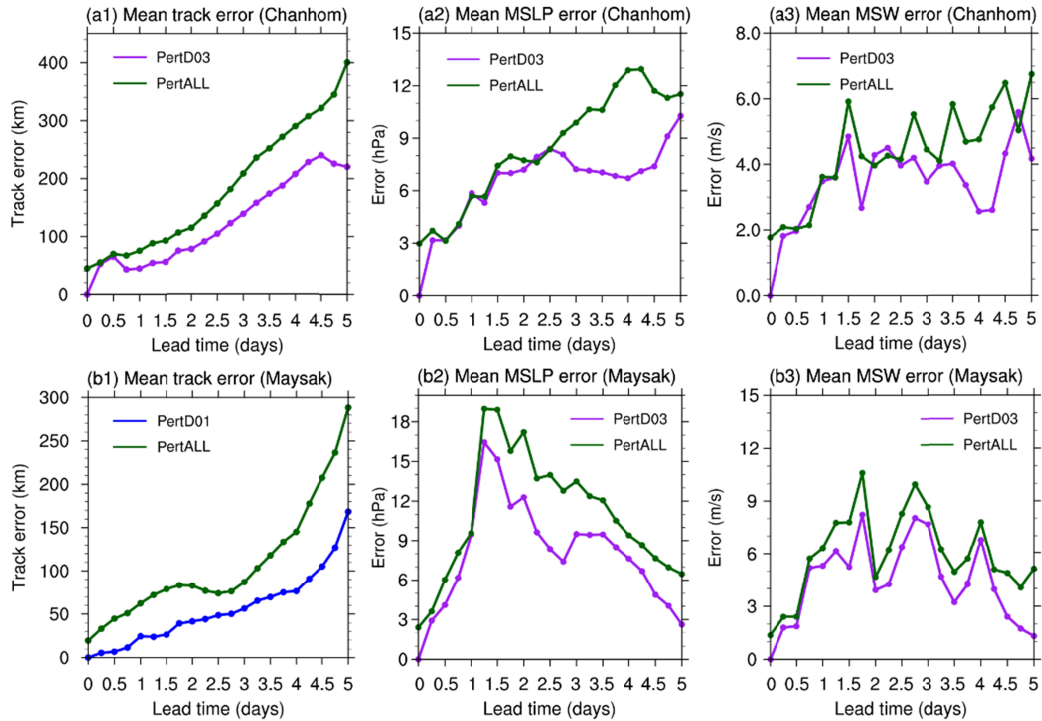 (a1) Mean track error (Chanhom)
Track error (km)
400
300
200
100
0
PertD03
PertALL
0 0.5 1 1.5 2 2.5 3 3.5 4 4.5 5
Lead time (days)
(a2) Mean MSLP error (Chanhom)
Error (hPa)
15
12
9
6
3
0
PertD03
PertALL
0 0.5 1 1.5 2 2.5 3 3.5 4 4.5 5
Lead time (days)
(a3) Mean MSW error (Chanhom)
Error (m/s)
8.0
6.0
4.0
2.0
0.0
PertD03
PertALL
0 0.5 1 1.5 2 2.5 3 3.5 4 4.5 5
Lead time (days)
(b1) Mean track error (Maysak)
Track error (km)
300
250
200
150
100
50
0
PertD01
PertALL
0 0.5 1 1.5 2 2.5 3 3.5 4 4.5 5
Lead time (days)
(b2) Mean MSLP error (Maysak)
Error (hPa)
18
15
12
9
6
3
0
PertD03
PertALL
0 0.5 1 1.5 2 2.5 3 3.5 4 4.5 5
Lead time (days)
(b3) Mean MSW error (Maysak)
Error (m/s)
15
12
9
6
3
0
PertD03
PertALL
0 0.5 1 1.5 2 2.5 3 3.5 4 4.5 5
Lead time (days)